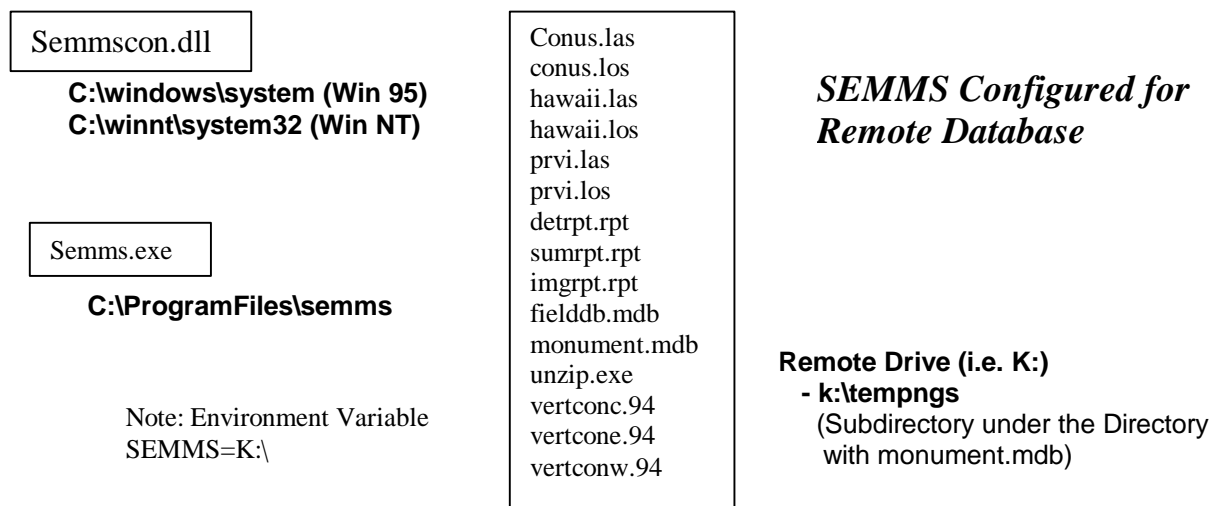 Semmscon.dll
C:\windows\system (Win 95)
C:\winnt\system32 (Win NT)
Semms.exe
C:\ProgramFiles\semms
Note: Environment Variable
SEMMS=K:\
Conus.las
conus.los
hawaii.las
hawaii.los
prvi.las
prvi.los
detrpt.rpt
sumrpt.rpt
imgrpt.rpt
fielddb.mdb
monument.mdb
unzip.exe
vertconc.94
vertcone.94
vertconw.94
SEMMS Configured for
Remote Database
Remote Drive (i.e. K:)
- k:\tempngs
(Subdirectory under the Directory
with monument.mdb)